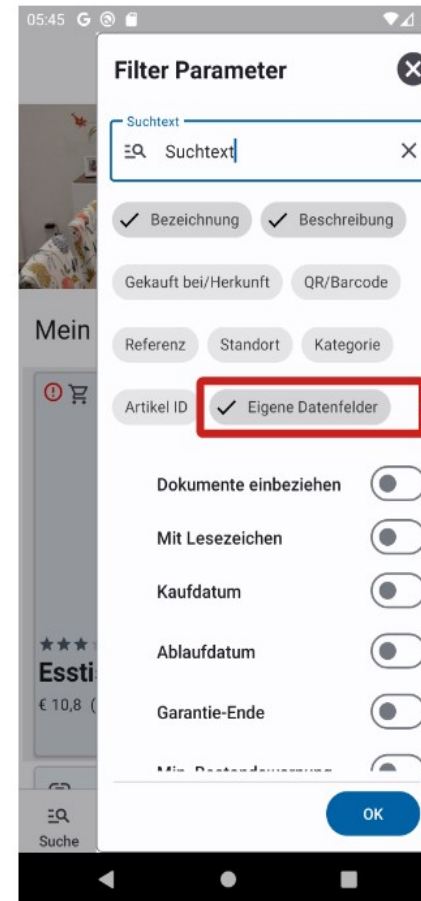 05:45 G
Filter Parameter
Suchtext
Suchtext
Bezeichnung Beschreibung
Gekauft bei/Herkunft QR/Barcode
Mein
Referenz Standort Kategorie
Artikel ID Eigene Datenfelder
Dokumente einbeziehen
Mit Lesezeichen
Kaufdatum
Ablaufdatum
Essti
€ 10,8 (
Garantie-Ende
OK
Suche